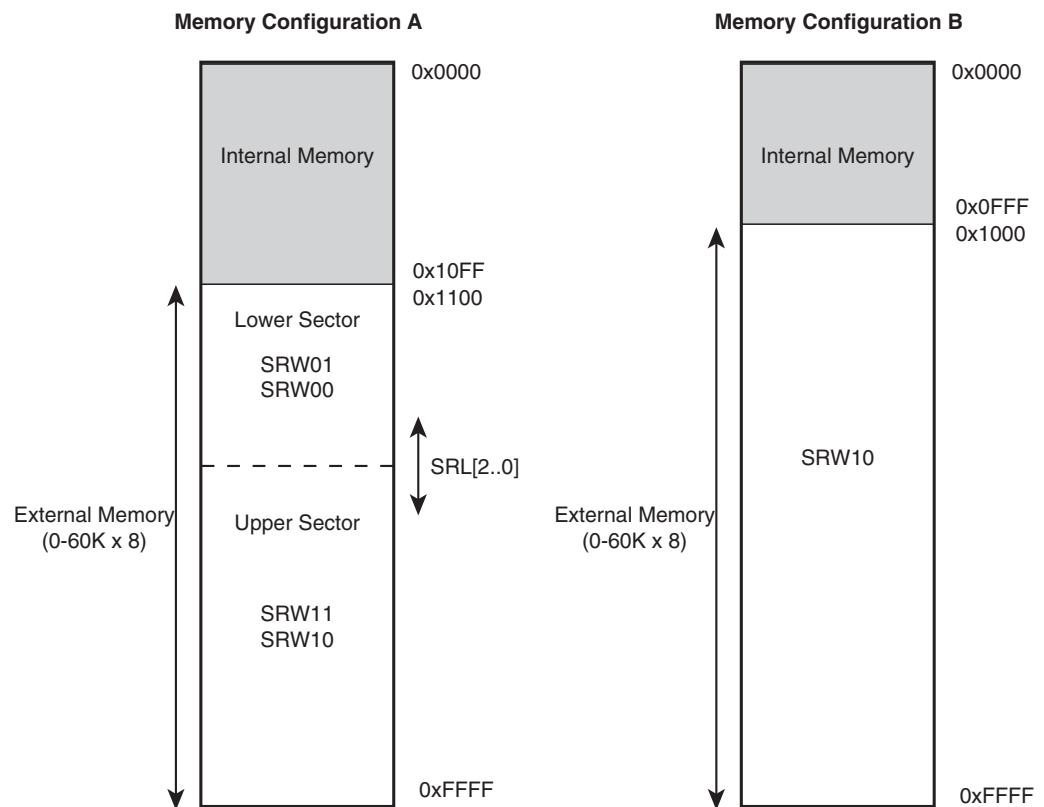 Memory Configuration A
0x0000
Internal Memory
0x10FF
0x1100
Lower Sector
SRW01
SRW00
SRL[2..0]
External Memory
(0-60K x 8)
Upper Sector
SRW11
SRW10
0xFFFF
Memory Configuration B
0x0000
Internal Memory
0x0FFF
0x1000
SRW10
External Memory
(0-60K x 8)
0xFFFF